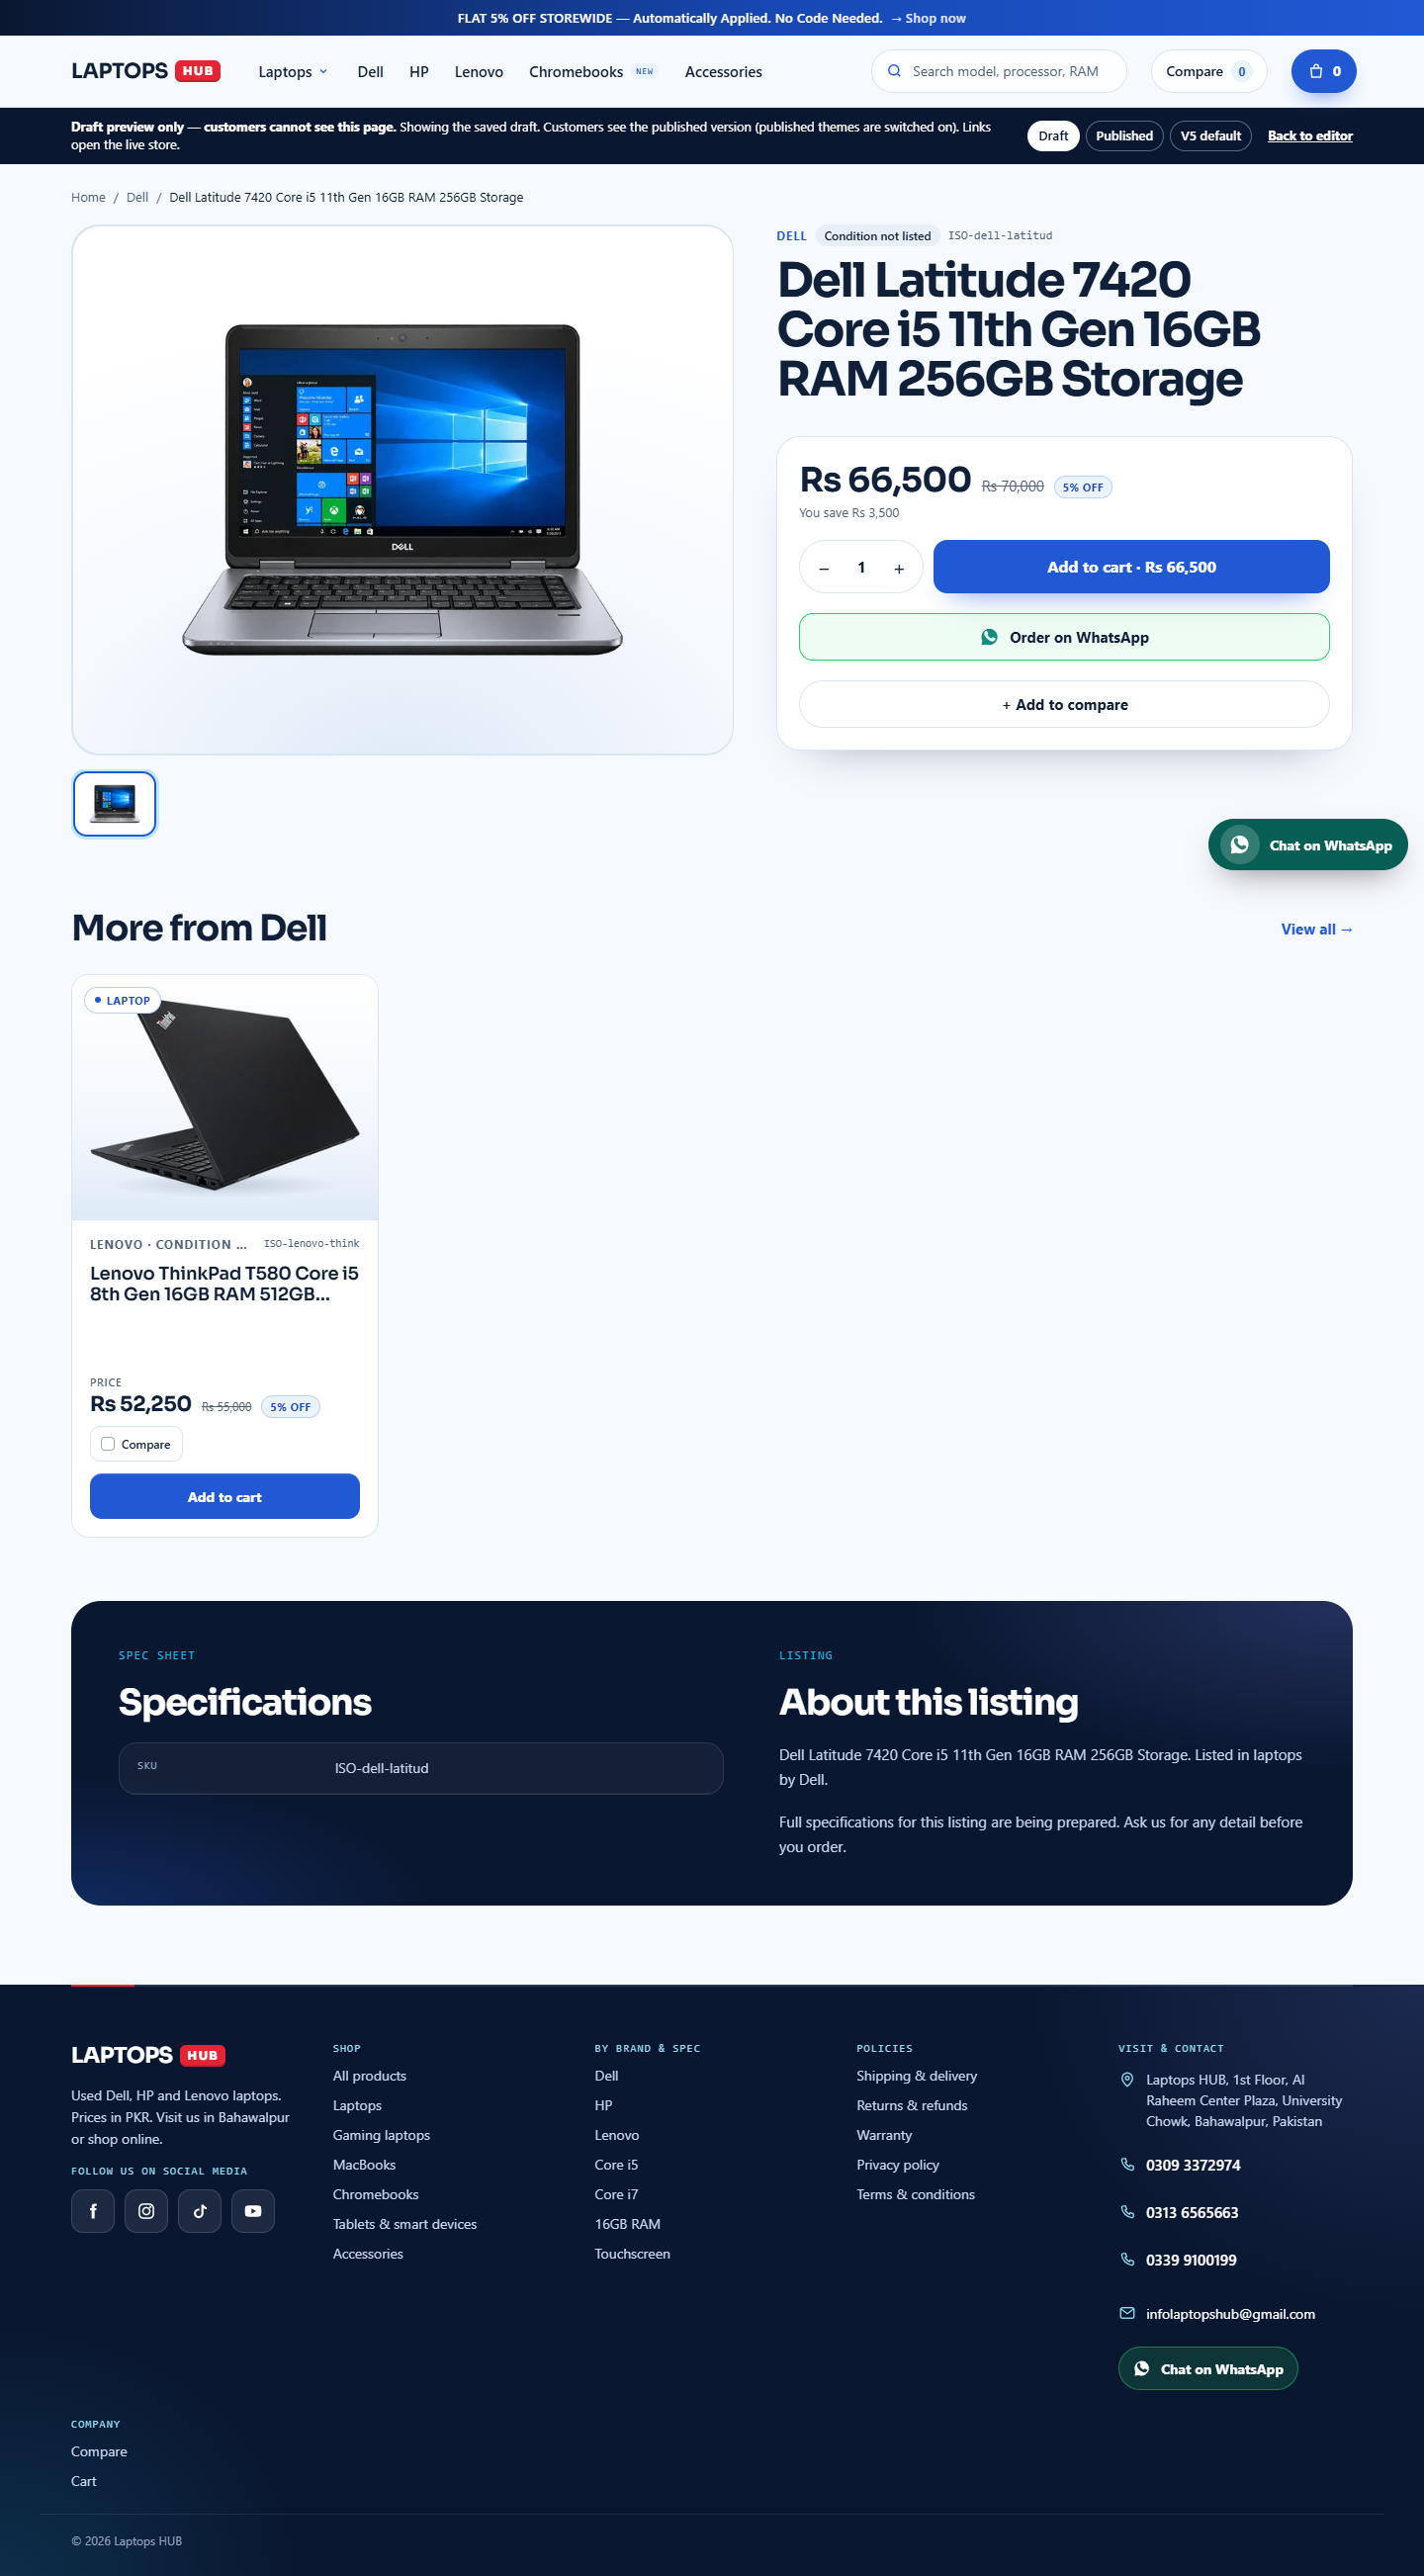 FLAT 5% OFF STOREWIDE — Automatically Applied. No Code Needed. → Shop now
LAPTOPS HUB
Laptops
Dell
HP
Lenovo
Chromebooks NEW
Accessories
Search model, processor, RAM
Compare 0
0
Draft preview only — customers cannot see this page. Showing the saved draft. Customers see the published version (published themes are switched on). Links
open the live store.
Draft
Published
V5 default
Back to editor
Home / Dell / Dell Latitude 7420 Core i5 11th Gen 16GB RAM 256GB Storage
DELL Condition not listed ISO-dell-latitud
Dell Latitude 7420
Core i5 11th Gen 16GB
RAM 256GB Storage
DELL
Rs 66,500 Rs 70,000 5% OFF
You save Rs 3,500
− 1 +
Add to cart · Rs 66,500
Order on WhatsApp
+ Add to compare
Chat on WhatsApp
More from Dell
View all →
LAPTOP
ThinkPad
LENOVO · CONDITION ... ISO-lenovo-think
Lenovo ThinkPad T580 Core i5
8th Gen 16GB RAM 512GB...
PRICE
Rs 52,250 Rs 55,000 5% OFF
Compare
Add to cart
SPEC SHEET
Specifications
SKU ISO-dell-latitud
LISTING
About this listing
Dell Latitude 7420 Core i5 11th Gen 16GB RAM 256GB Storage. Listed in laptops
by Dell.
Full specifications for this listing are being prepared. Ask us for any detail before
you order.
LAPTOPS HUB
Used Dell, HP and Lenovo laptops.
Prices in PKR. Visit us in Bahawalpur
or shop online.
FOLLOW US ON SOCIAL MEDIA
SHOP
All products
Laptops
Gaming laptops
MacBooks
Chromebooks
Tablets & smart devices
Accessories
BY BRAND & SPEC
Dell
HP
Lenovo
Core i5
Core i7
16GB RAM
Touchscreen
POLICIES
Shipping & delivery
Returns & refunds
Warranty
Privacy policy
Terms & conditions
VISIT & CONTACT
Laptops HUB, 1st Floor, Al
Raheem Center Plaza, University
Chowk, Bahawalpur, Pakistan
0309 3372974
0313 6565663
0339 9100199
infolaptopshub@gmail.com
Chat on WhatsApp
COMPANY
Compare
Cart
© 2026 Laptops HUB